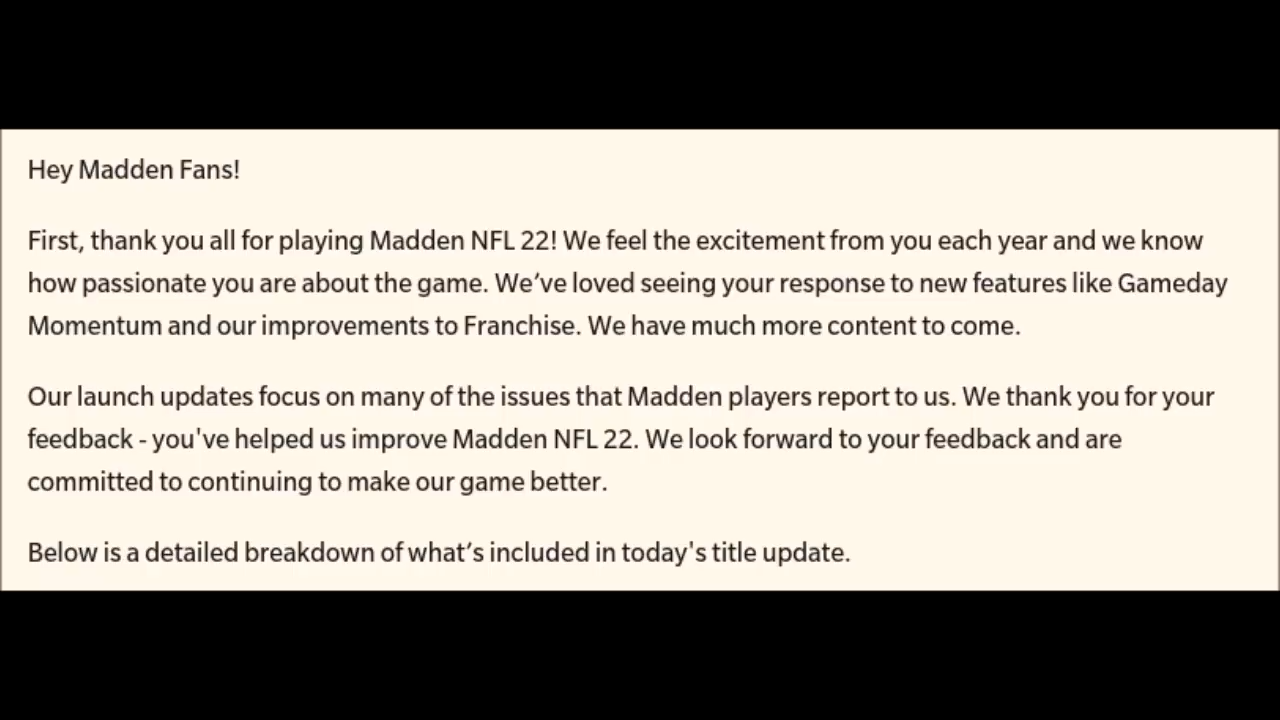 Hey Madden Fans!
First, thank you all for playing Madden NFL 22! We feel the excitement from you each year and we know
how passionate you are about the game. We’ve loved seeing your response to new features like Gameday
Momentum and our improvements to Franchise. We have much more content to come.
Our launch updates focus on many of the issues that Madden players report to us. We thank you for your
feedback - you've helped us improve Madden NFL 22. We look forward to your feedback and are
committed to continuing to make our game better.
Below is a detailed breakdown of what’s included in today's title update.